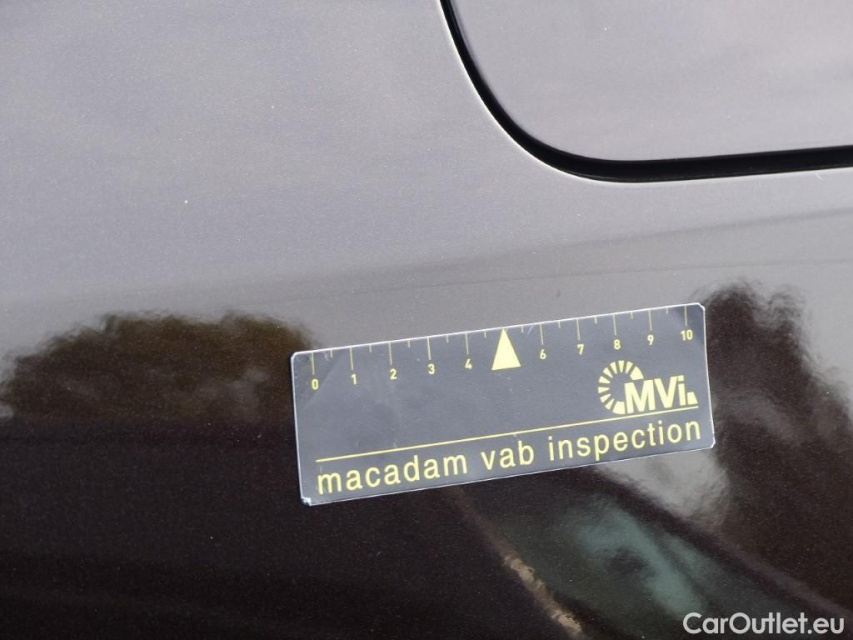 0 1 2 3 4 6 7 8 9 10
MVi
macadam vab inspection
CarOutlet.eu